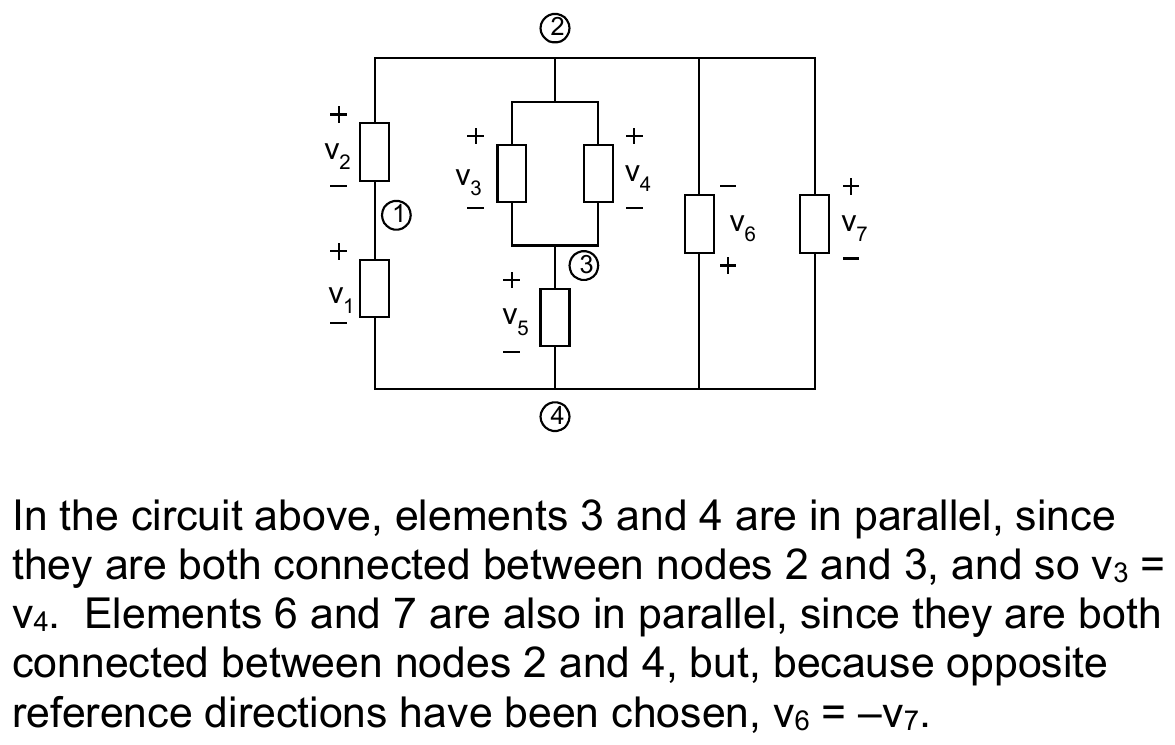 2
+
v2
–
1
+
v1
–
+
v3
–
+
v4
–
3
+
v5
–
–
v6
+
+
v7
–
4
In the circuit above, elements 3 and 4 are in parallel, since
they are both connected between nodes 2 and 3, and so v3 =
v4.  Elements 6 and 7 are also in parallel, since they are both
connected between nodes 2 and 4, but, because opposite
reference directions have been chosen, v6 = –v7.